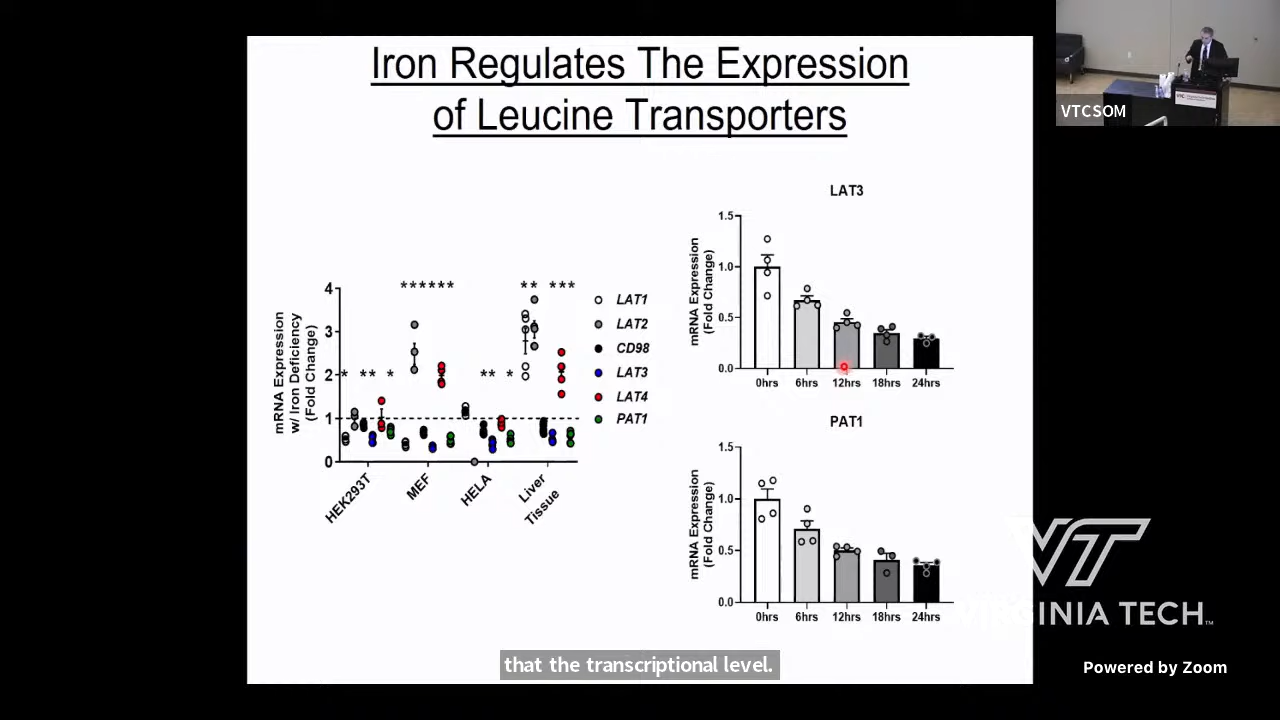 Iron Regulates The Expression
of Leucine Transporters
VTCSOM
mRNA Expression
w/ Iron Deficiency
(Fold Change)
4
3
2
1
0
* ** *
******
** *
** ***
HEK293T
MEF
HELA
Liver
Tissue
LAT1
LAT2
CD98
LAT3
LAT4
PAT1
LAT3
mRNA Expression
(Fold Change)
1.5
1.0
0.5
0.0
0hrs 6hrs 12hrs 18hrs 24hrs
PAT1
mRNA Expression
(Fold Change)
1.5
1.0
0.5
0.0
0hrs 6hrs 12hrs 18hrs 24hrs
VT
VIRGINIA TECH™
that the transcriptional level.
Powered by Zoom